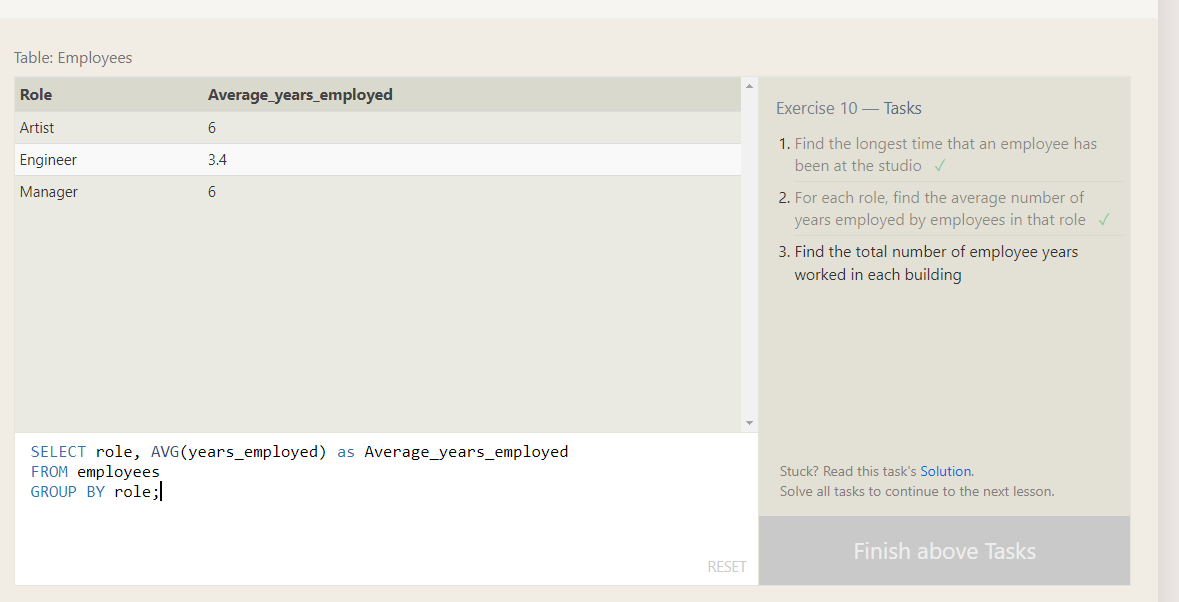 Table: Employees
Role Average_years_employed
Artist 6
Engineer 3.4
Manager 6
SELECT role, AVG(years_employed) as Average_years_employed
FROM employees
GROUP BY role;
RESET
Exercise 10 — Tasks
1. Find the longest time that an employee has
been at the studio ✓
2. For each role, find the average number of
years employed by employees in that role ✓
3. Find the total number of employee years
worked in each building
Stuck? Read this task's Solution.
Solve all tasks to continue to the next lesson.
Finish above Tasks